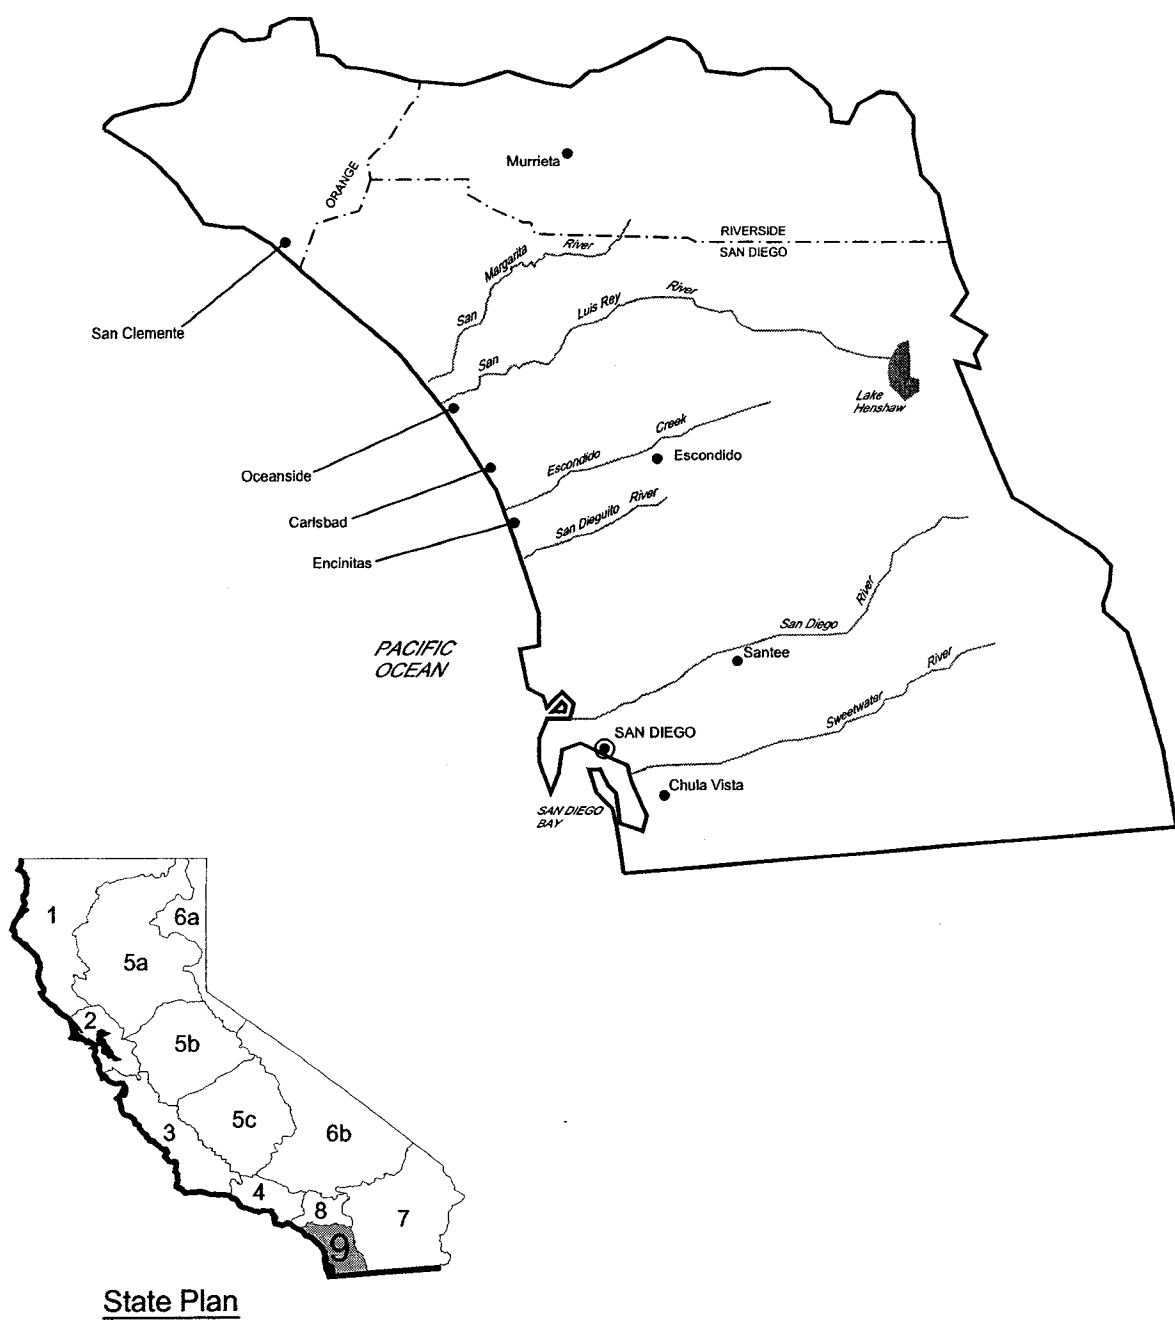 Murrieta
ORANGE
RIVERSIDE
SAN DIEGO
San Margarita River
San Clemente
San Luis Rey River
Lake
Henshaw
Oceanside
Escondido Creek
Escondido
Carlsbad
San Dieguito River
Encinitas
San Diego River
PACIFIC
OCEAN
Santee
Sweetwater River
SAN DIEGO
Chula Vista
SAN DIEGO
BAY
1
6a
5a
2
5b
5c
3
6b
4
8
7
9
State Plan